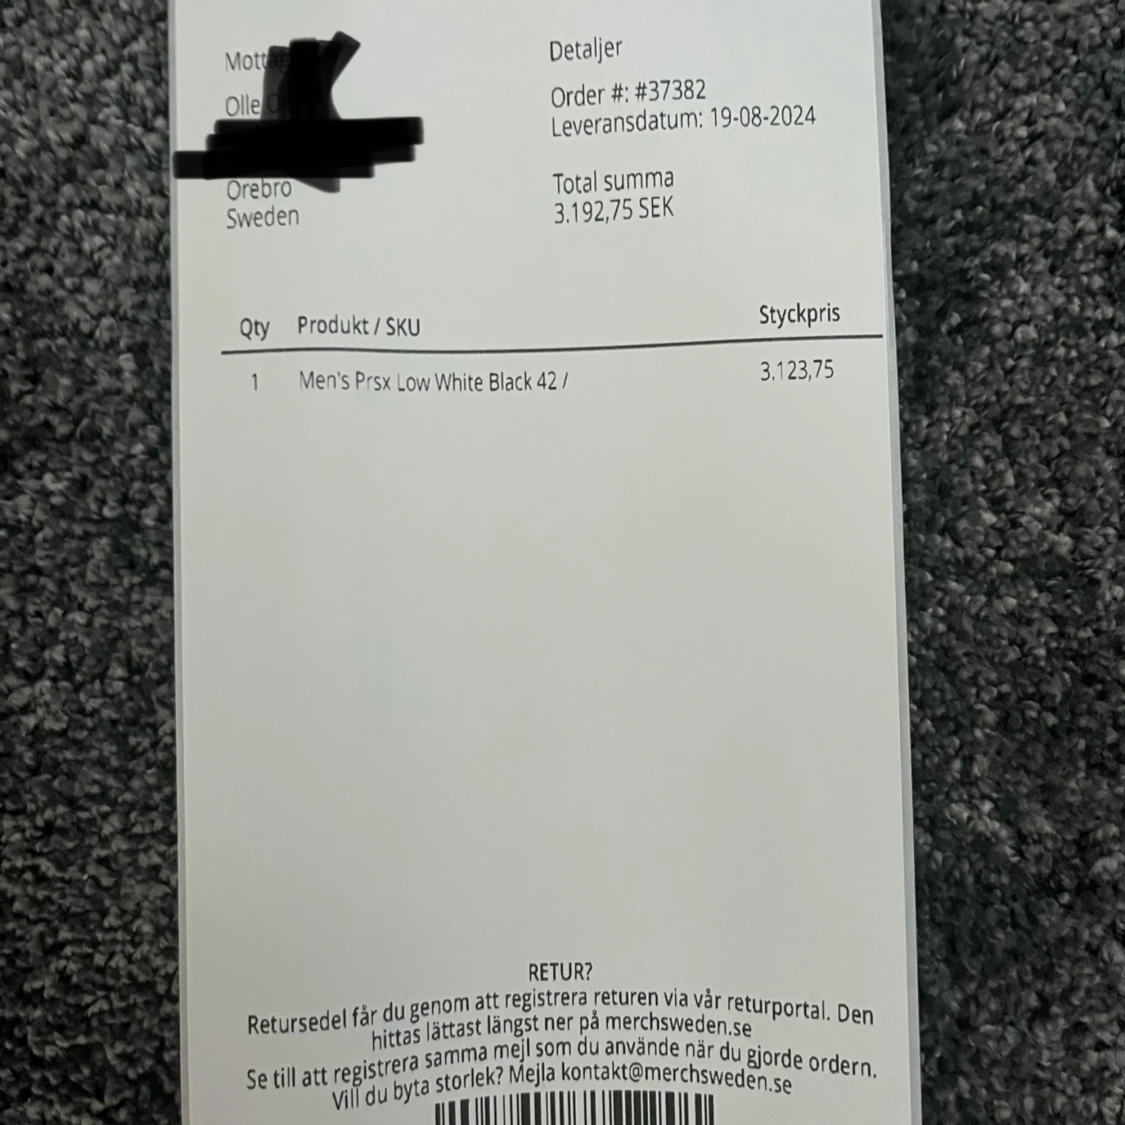 Olle
Orebro
Sweden
Detaljer
Order #: #37382
Leveransdatum: 19-08-2024
Total summa
3.192,75 SEK
Qty Produkt / SKU Styckpris
1 Men's Prsx Low White Black 42 / 3.123,75
RETUR?
Retursedel får du genom att registrera returen via vår returportal. Den
hittas lättast längst ner på merchsweden.se
Se till att registrera samma mejl som du använde när du gjorde ordern.
Vill du byta storlek? Mejla kontakt@merchsweden.se